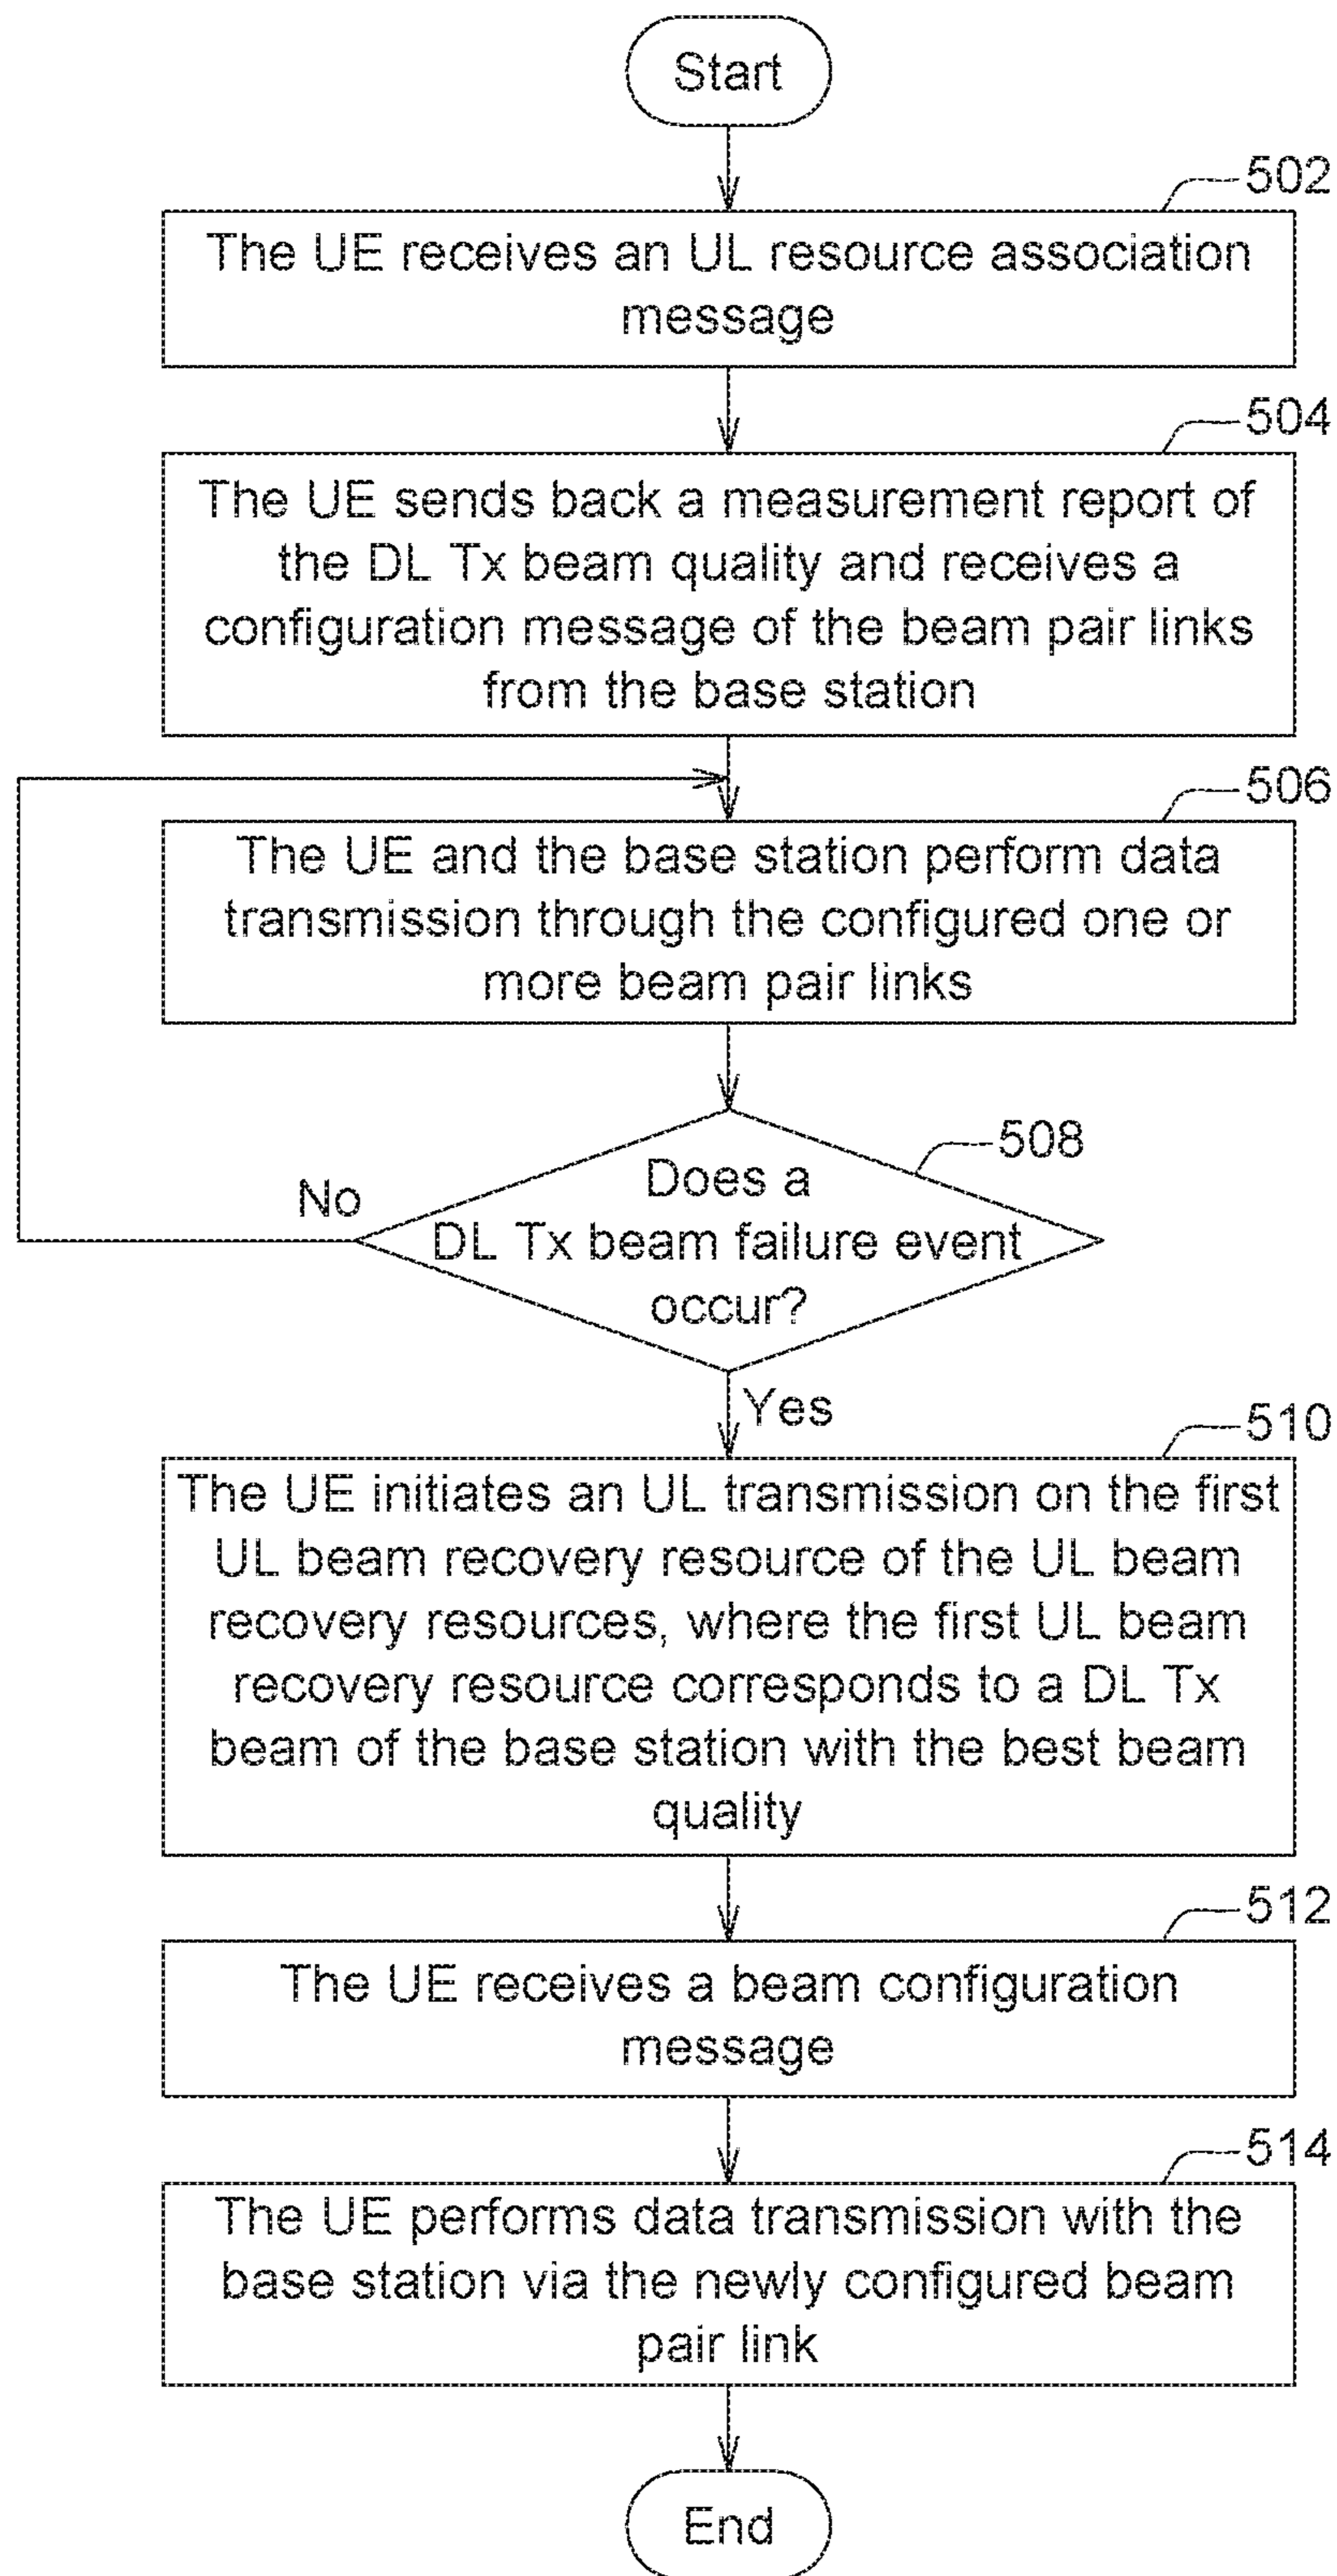 Start
502
The UE receives an UL resource association
message
504
The UE sends back a measurement report of
the DL Tx beam quality and receives a
configuration message of the beam pair links
from the base station
506
The UE and the base station perform data
transmission through the configured one or
more beam pair links
508
Does a
DL Tx beam failure event
occur?
No
Yes
510
The UE initiates an UL transmission on the first
UL beam recovery resource of the UL beam
recovery resources, where the first UL beam
recovery resource corresponds to a DL Tx
beam of the base station with the best beam
quality
512
The UE receives a beam configuration
message
514
The UE performs data transmission with the
base station via the newly configured beam
pair link
End